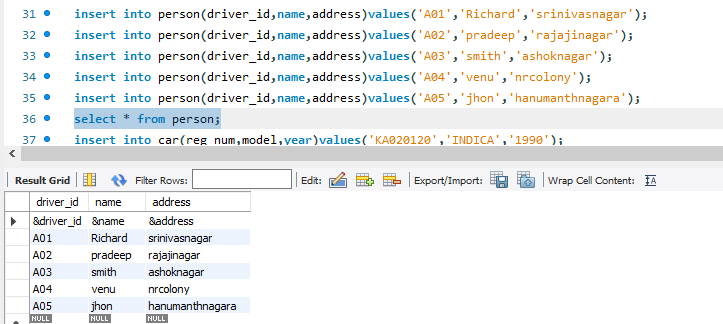 31 insert into person(driver_id,name,address)values('A01','Richard','srinivasnagar');
32 insert into person(driver_id,name,address)values('A02','pradeep','rajajinagar');
33 insert into person(driver_id,name,address)values('A03','smith','ashoknagar');
34 insert into person(driver_id,name,address)values('A04','venu','nrcolony');
35 insert into person(driver_id,name,address)values('A05','jhon','hanumanthnagara');
36 select * from person;
37 insert into car(reg_num,model,year)values('KA020120','INDICA','1990');
Result Grid Filter Rows: Edit: Export/Import: Wrap Cell Content: IA
driver_id name address
&driver_id &name &address
A01 Richard srinivasnagar
A02 pradeep rajajinagar
A03 smith ashoknagar
A04 venu nrcolony
A05 jhon hanumanthnagara
NULL NULL NULL